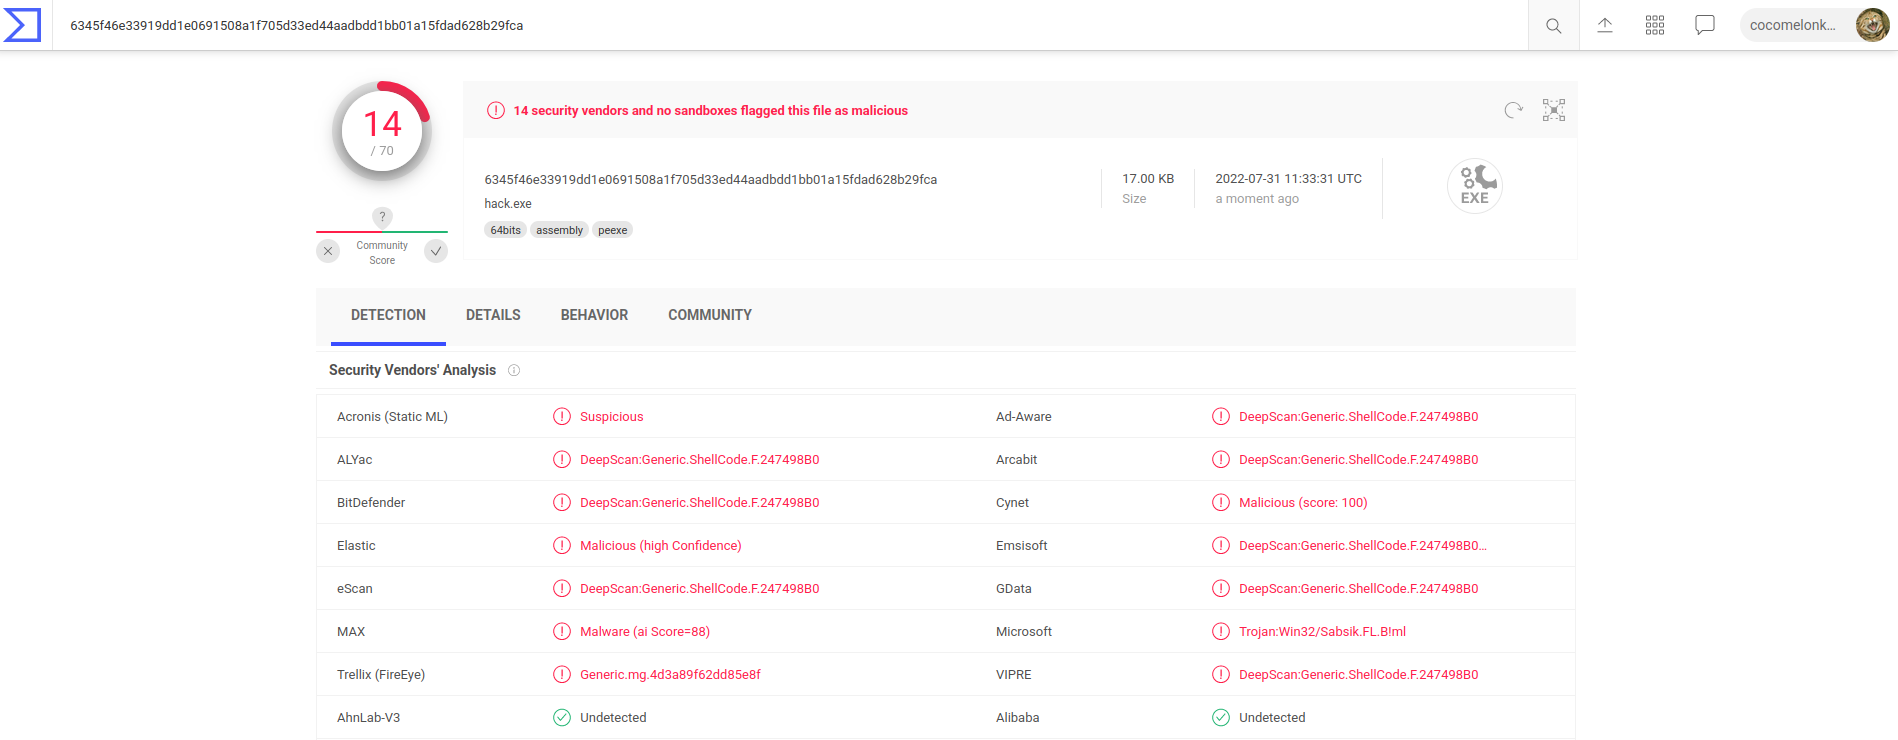 6345f46e33919dd1e0691508a1f705d33ed44aadbdd1bb01a15fdad628b29fca
cocomelonk...
14
/ 70
14 security vendors and no sandboxes flagged this file as malicious
6345f46e33919dd1e0691508a1f705d33ed44aadbdd1bb01a15fdad628b29fca
hack.exe
64bits assembly peexe
17.00 KB
Size
2022-07-31 11:33:31 UTC
a moment ago
EXE
?
Community
Score
DETECTION DETAILS BEHAVIOR COMMUNITY
Security Vendors' Analysis
Acronis (Static ML) Suspicious Ad-Aware DeepScan:Generic.ShellCode.F.247498B0
ALYac DeepScan:Generic.ShellCode.F.247498B0 Arcabit DeepScan:Generic.ShellCode.F.247498B0
BitDefender DeepScan:Generic.ShellCode.F.247498B0 Cynet Malicious (score: 100)
Elastic Malicious (high Confidence) Emsisoft DeepScan:Generic.ShellCode.F.247498B0...
eScan DeepScan:Generic.ShellCode.F.247498B0 GData DeepScan:Generic.ShellCode.F.247498B0
MAX Malware (ai Score=88) Microsoft Trojan:Win32/Sabsik.FL.B!ml
Trellix (FireEye) Generic.mg.4d3a89f62dd85e8f VIPRE DeepScan:Generic.ShellCode.F.247498B0
AhnLab-V3 Undetected Alibaba Undetected